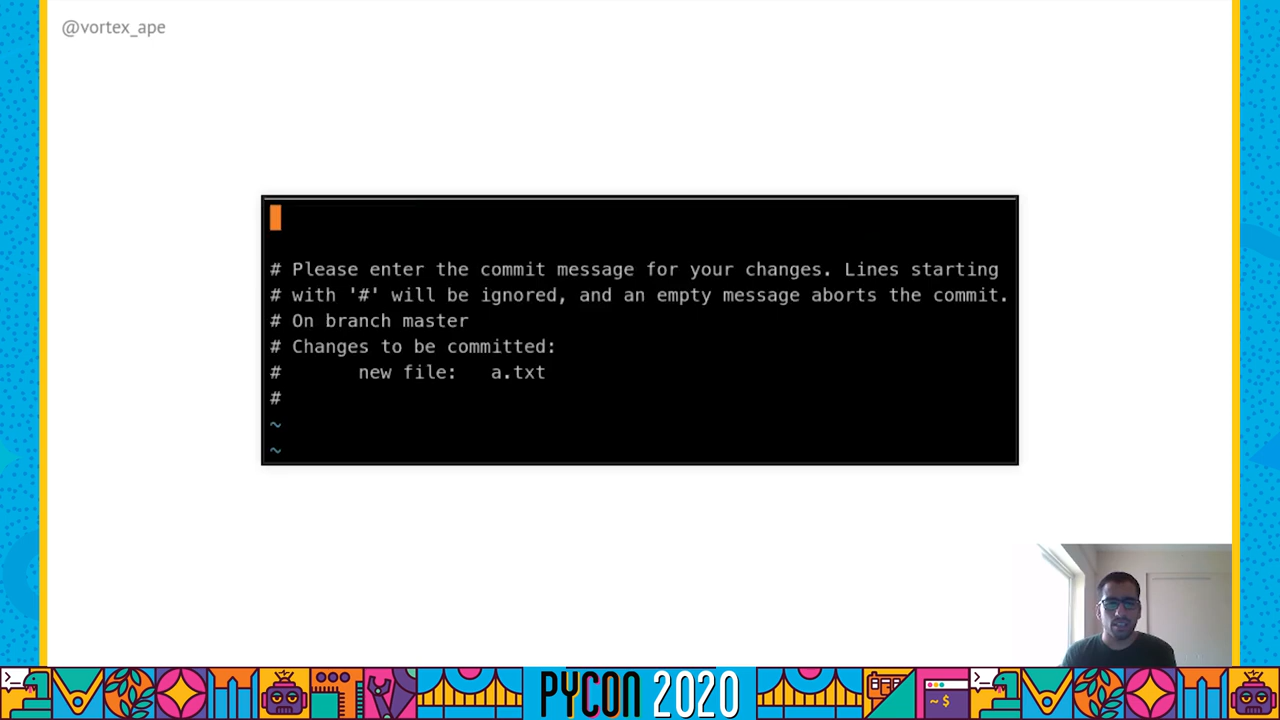 @vortex_ape
# Please enter the commit message for your changes. Lines starting
# with '#' will be ignored, and an empty message aborts the commit.
# On branch master
# Changes to be committed:
#       new file:   a.txt
#
~
~
>_
~$
PYCON 2020